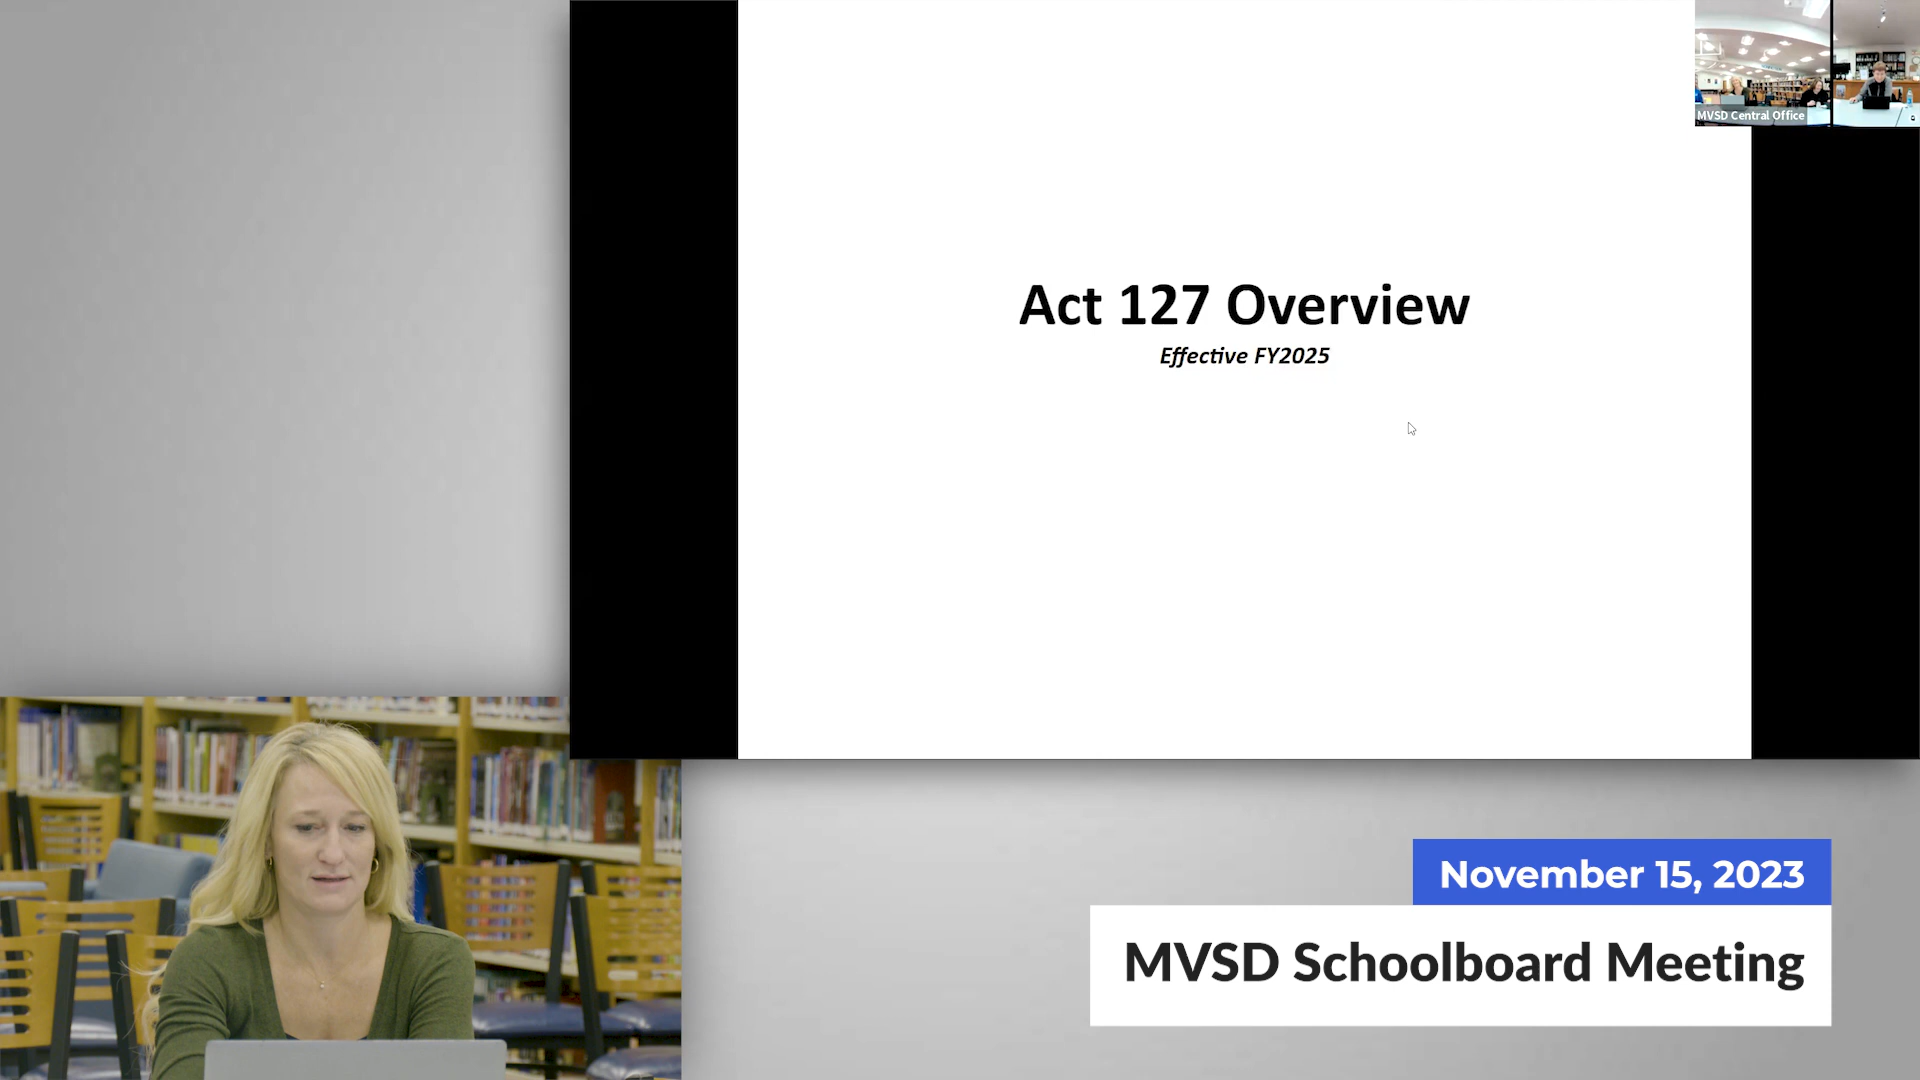 MVSD Central Office
Act 127 Overview
Effective FY2025
November 15, 2023
MVSD Schoolboard Meeting